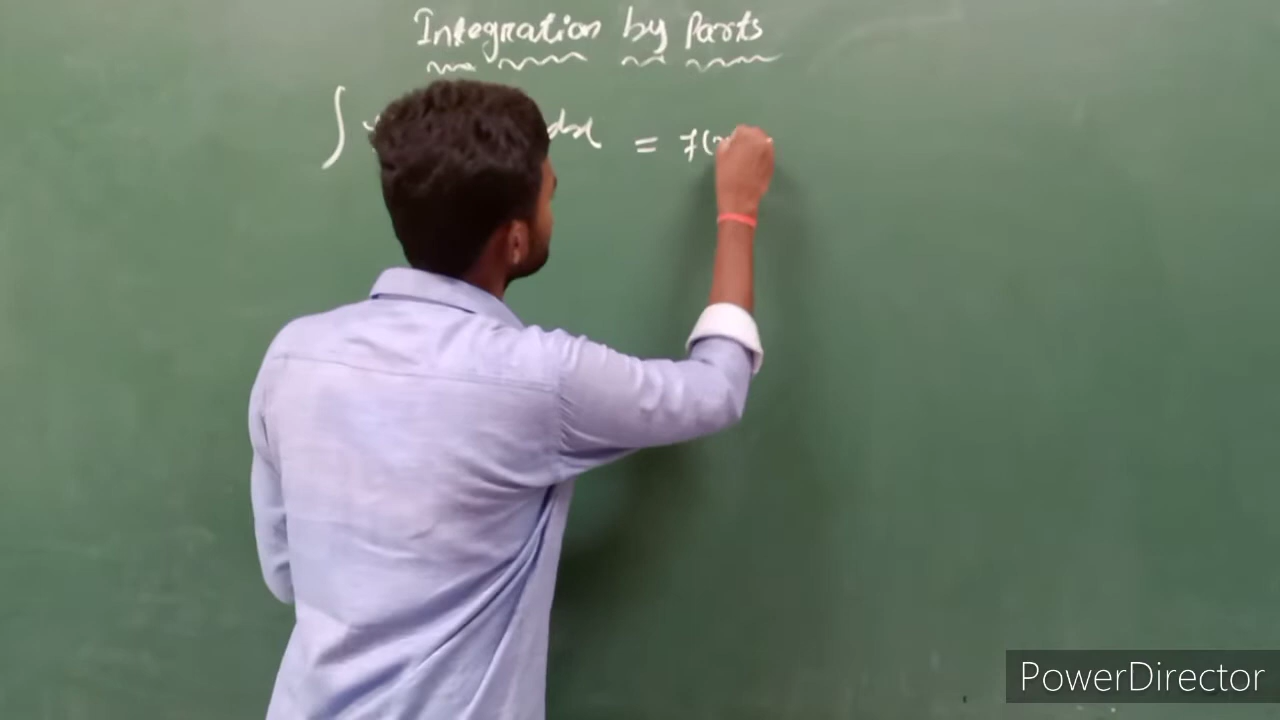 Integration by Parts
∫ dx = f(x
PowerDirector